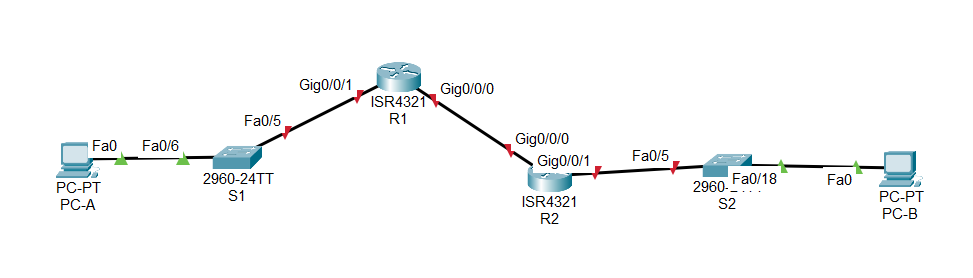 Gig0/0/1
Gig0/0/0
ISR4321
R1
Fa0/5
Fa0
Fa0/6
2960-24TT
S1
PC-PT
PC-A
Gig0/0/0
Gig0/0/1
ISR4321
R2
Fa0/5
2960-
Fa0/18
S2
Fa0
PC-PT
PC-B